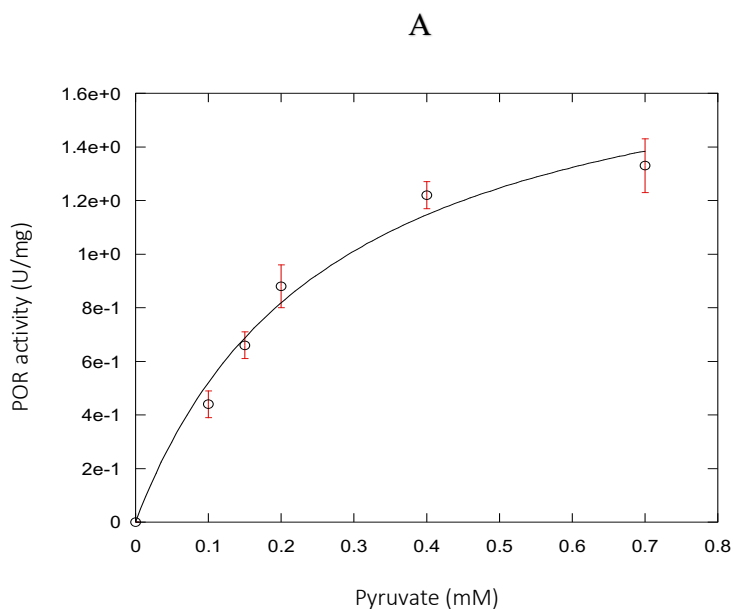 A
1.6e+0
1.4e+0
1.2e+0
1e+0
8e-1
6e-1
4e-1
2e-1
0
POR activity (U/mg)
0 0.1 0.2 0.3 0.4 0.5 0.6 0.7 0.8
Pyruvate (mM)